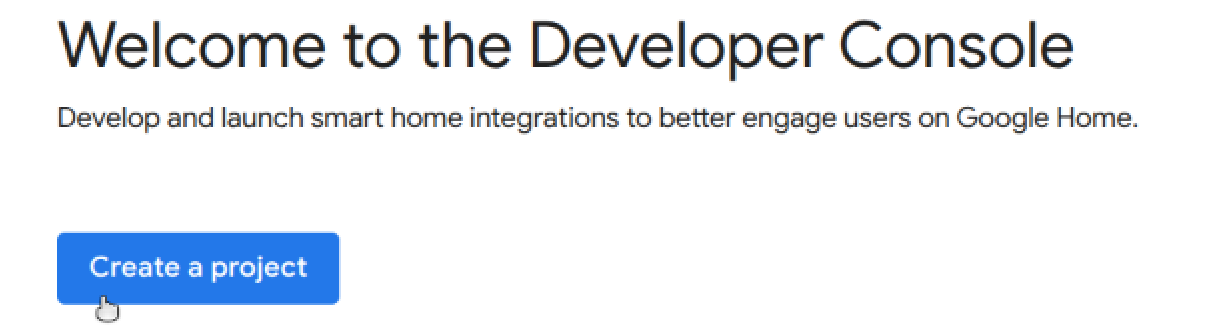 Welcome to the Developer Console
Develop and launch smart home integrations to better engage users on Google Home.
Create a project